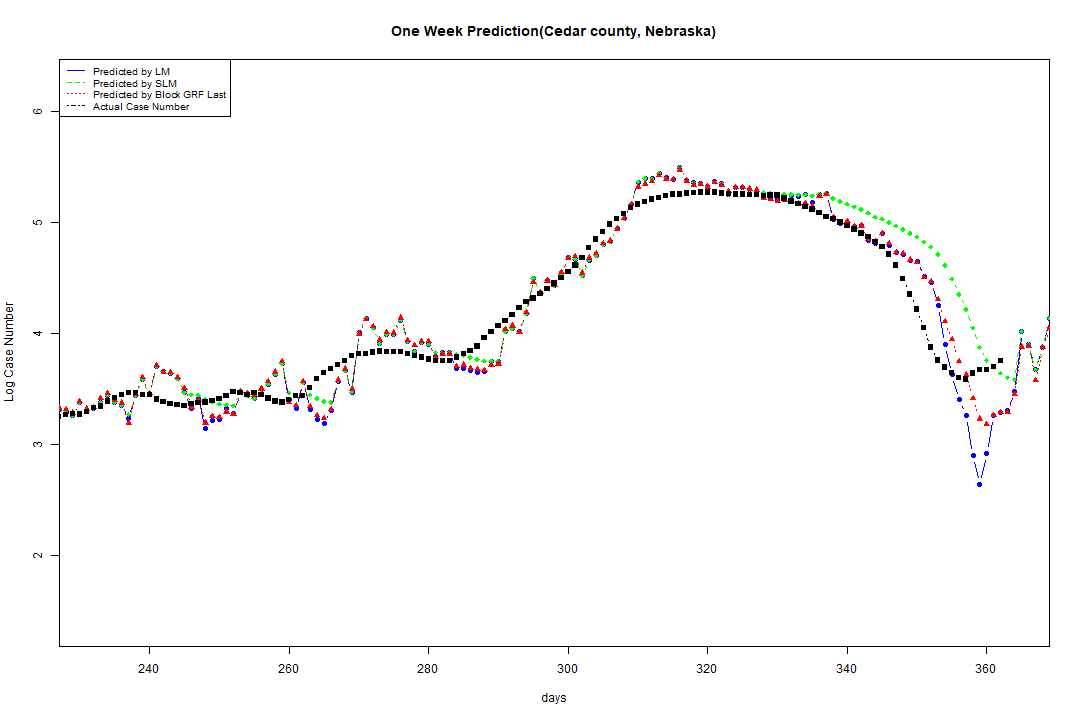 One Week Prediction(Cedar county, Nebraska)
Predicted by LM
Predicted by SLM
Predicted by Block GRF Last
Actual Case Number
6
5
4
3
2
Log Case Number
240 260 280 300 320 340 360
days